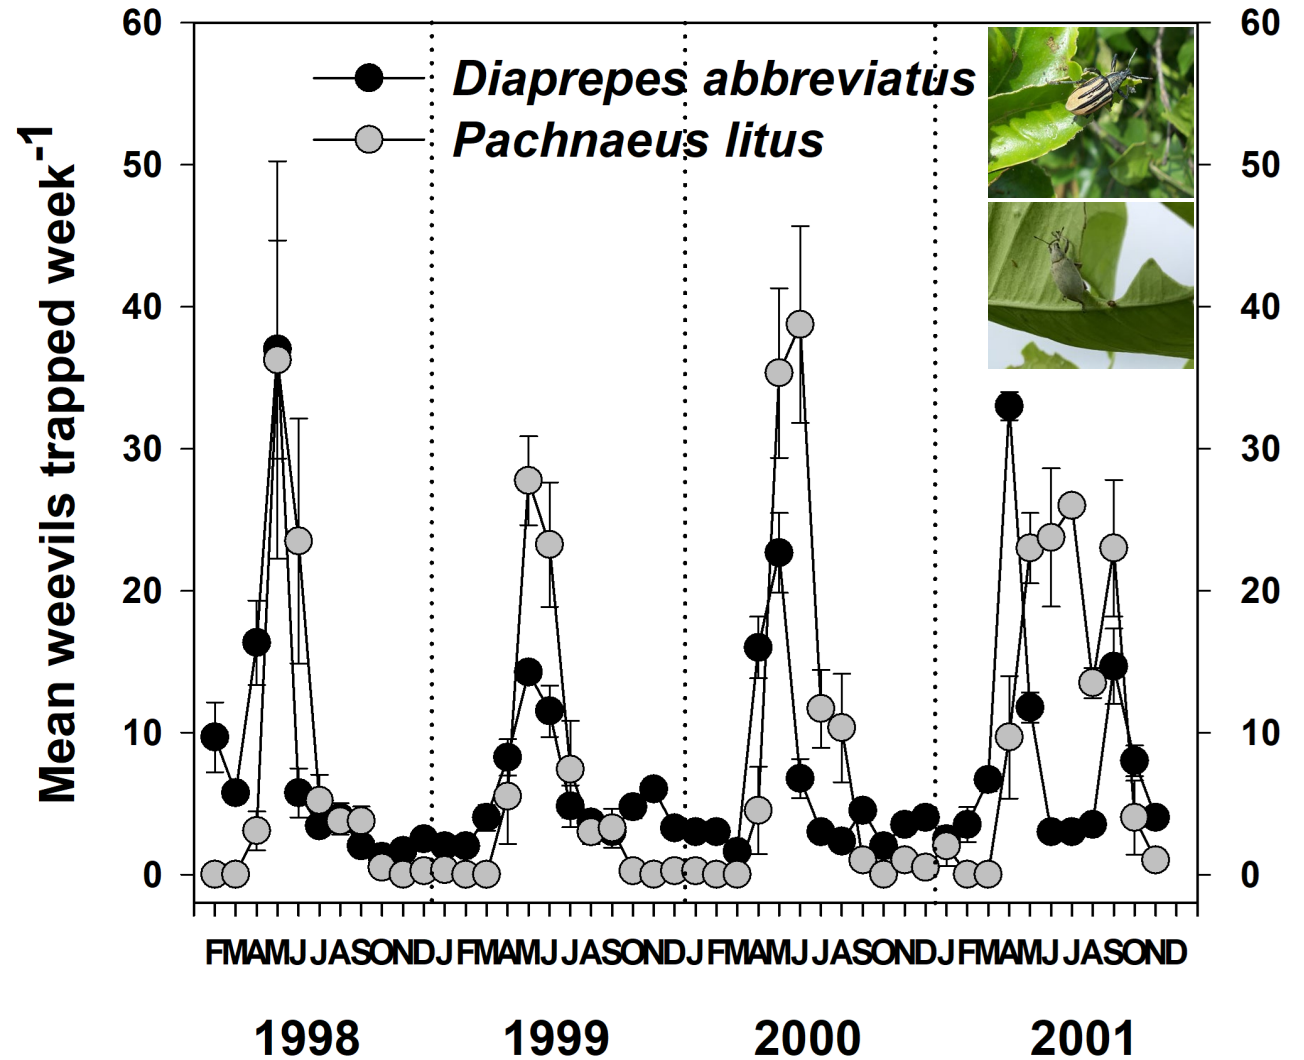 60
60
Diaprepes abbreviatus
Pachnaeus litus
50
50
40
40
30
30
20
20
10
10
0
0
Mean weevils trapped week-1
FMAMJJASONDJFMAMJJASONDJFMAMJJASONDJFMAMJJASOND
1998 1999 2000 2001